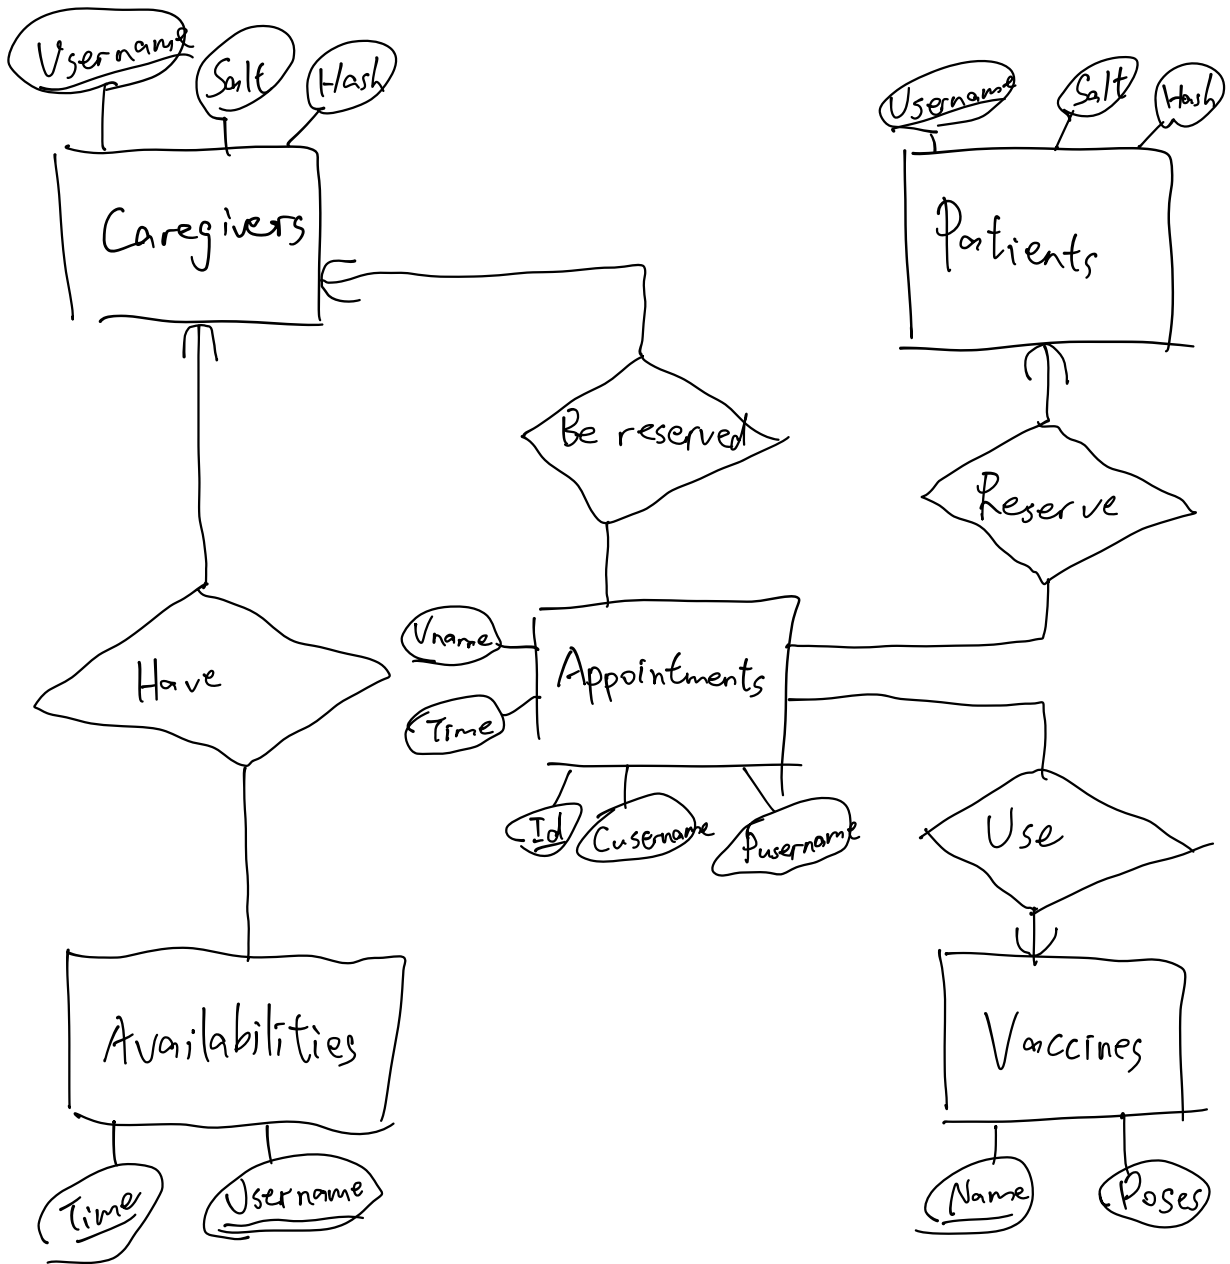 Username
Salt
Hash
Username
Salt
Hash
Caregivers
Patients
Be reserved
Reserve
Vname
Appointments
Have
Time
Id
Cusername
Pusername
Use
Availabilities
Vaccines
Time
Username
Name
Doses